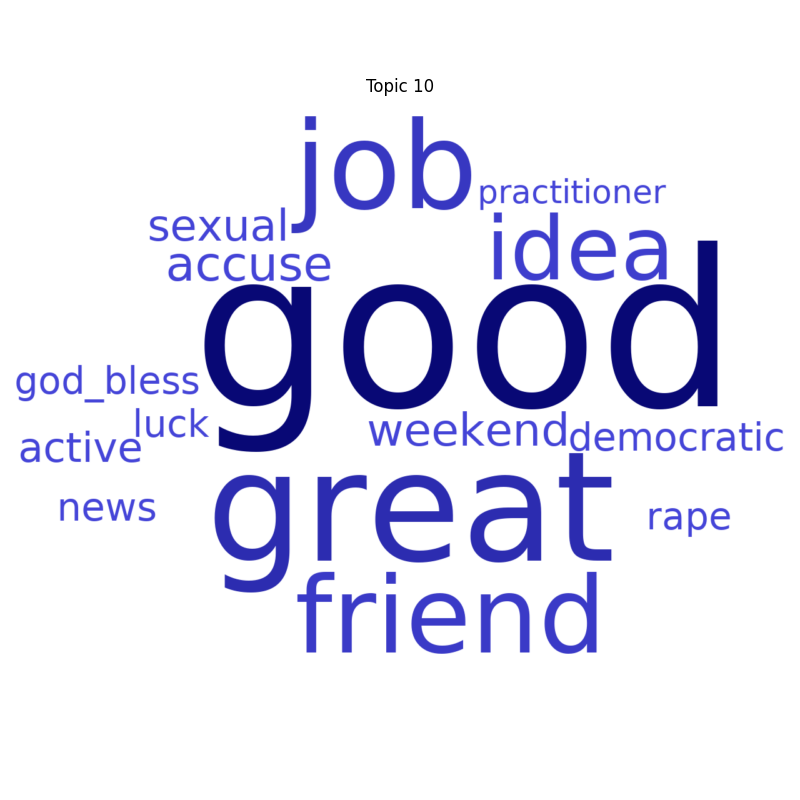 Topic 10
job
practitioner
sexual
idea
accuse
good
god_bless
luck
weekend
democratic
active
great
news
rape
friend